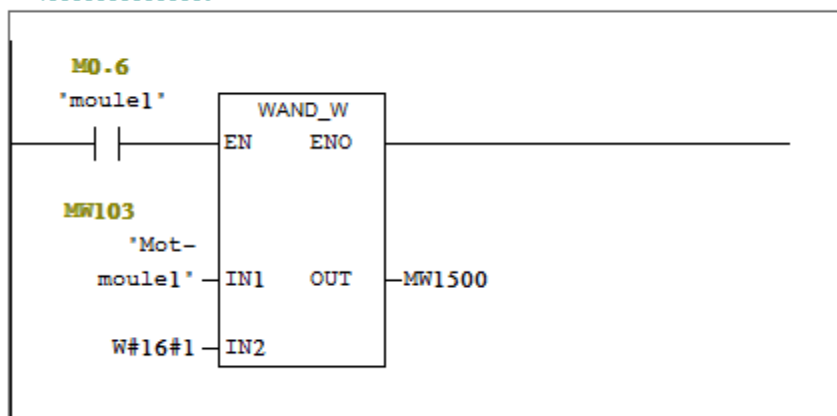 M0.6
"moule1"
WAND_W
EN ENO
MW103
"Mot-
moule1" IN1 OUT MW1500
W#16#1 IN2